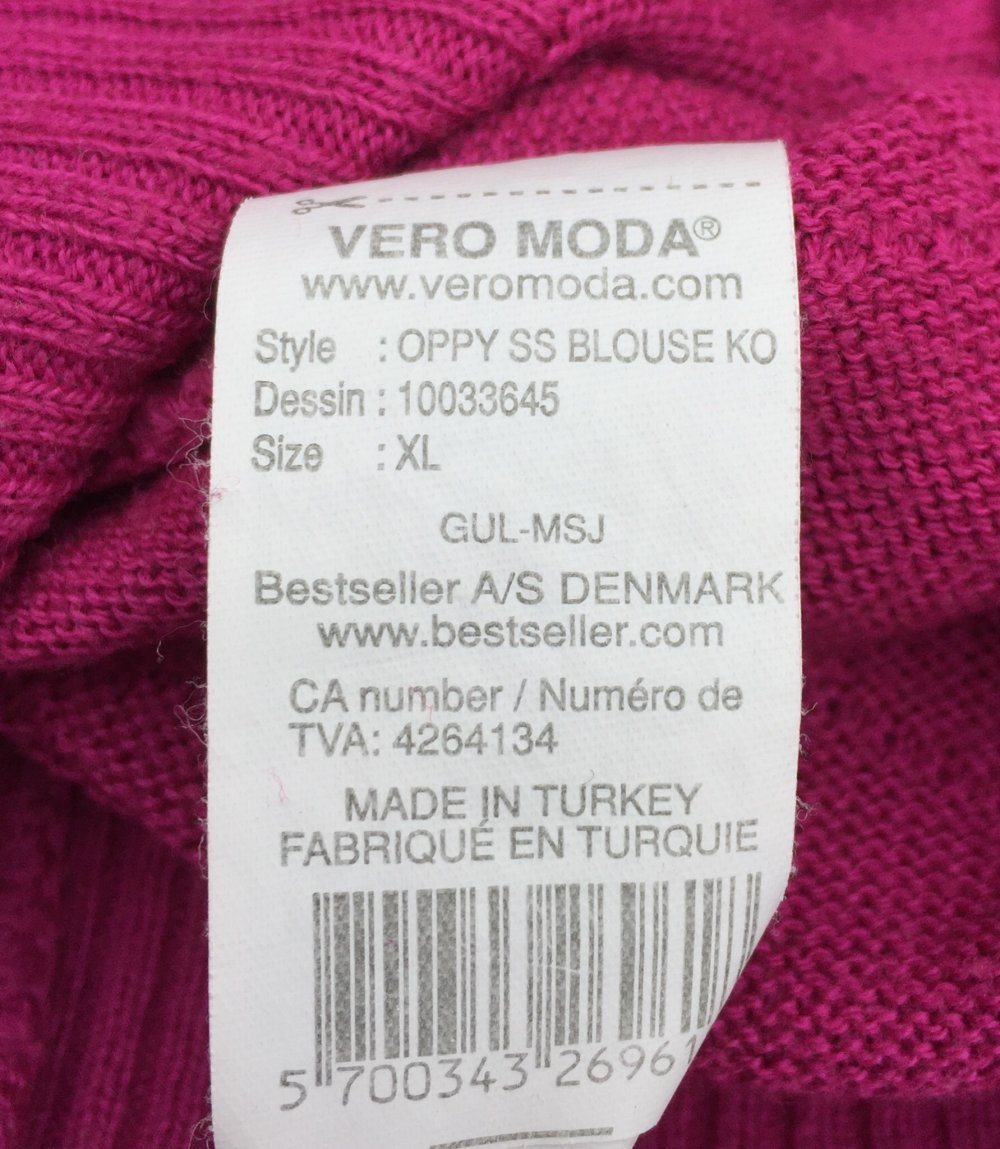 VERO MODA®
www.veromoda.com
Style : OPPY SS BLOUSE KO
Dessin : 10033645
Size : XL
GUL-MSJ
Bestseller A/S DENMARK
www.bestseller.com
CA number / Numéro de
TVA: 4264134
MADE IN TURKEY
FABRIQUÉ EN TURQUIE
5 700343 26961